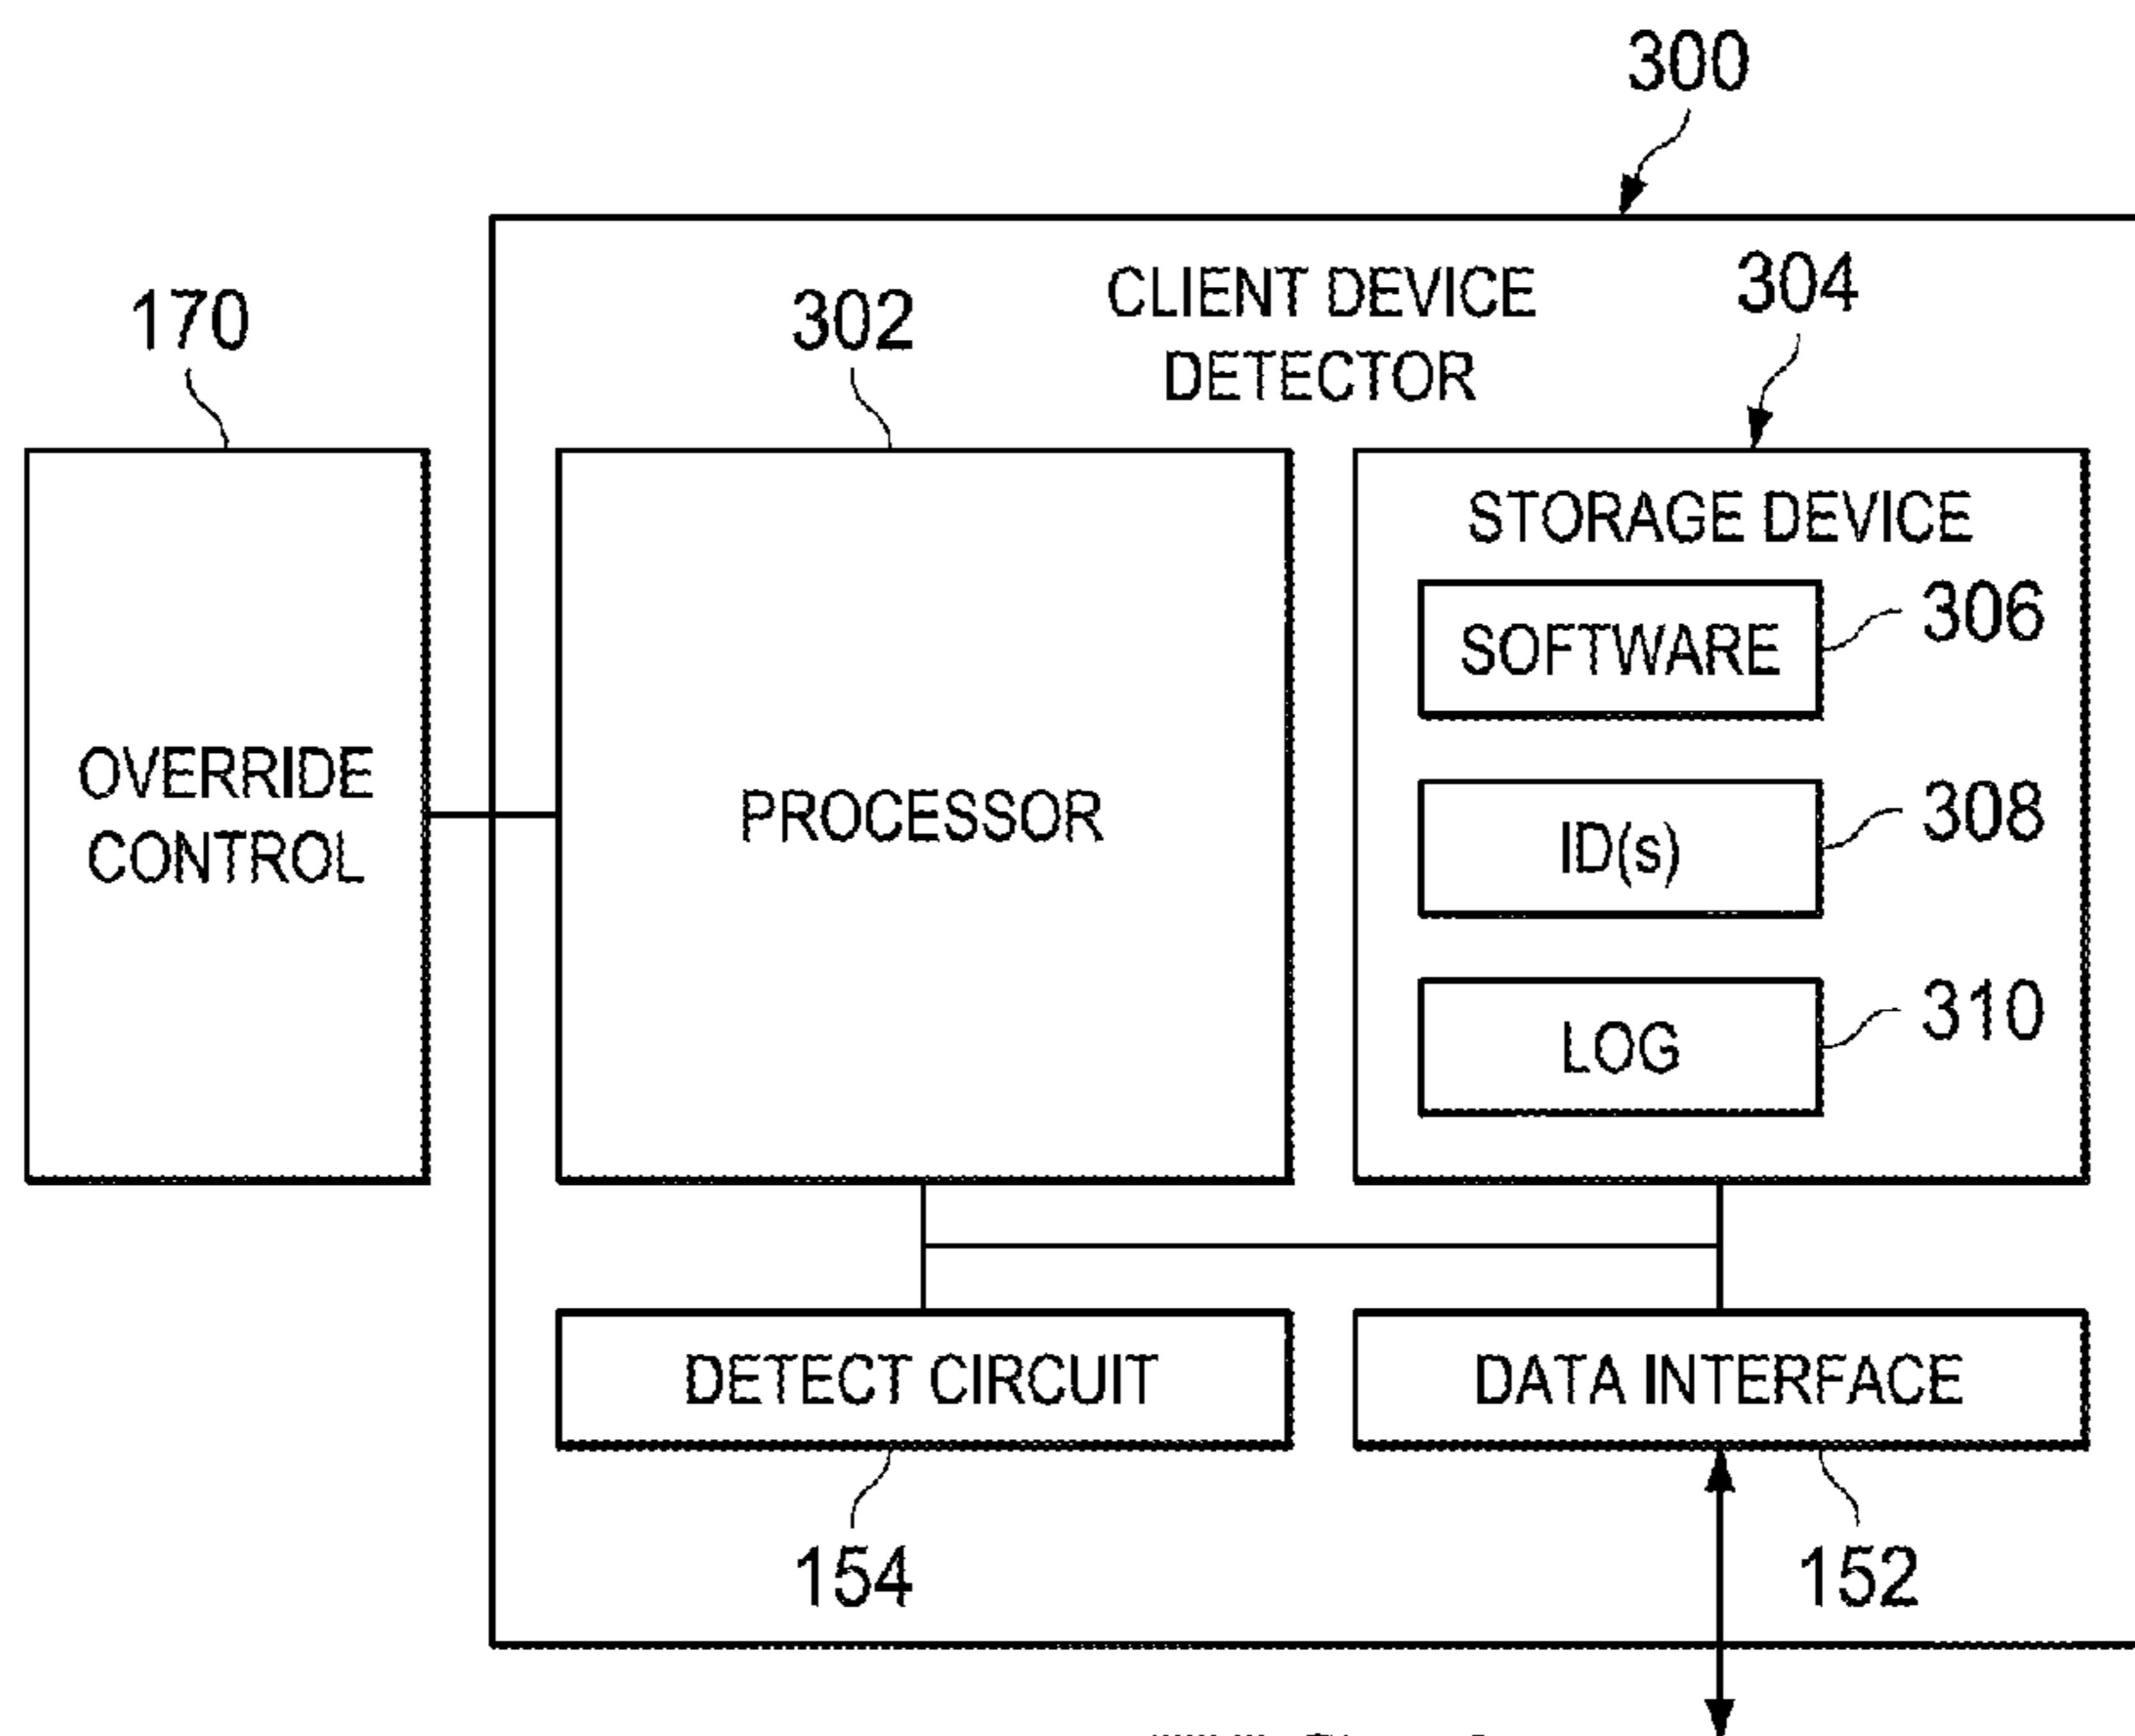 300
CLIENT DEVICE
DETECTOR
170
302
304
OVERRIDE
CONTROL
PROCESSOR
STORAGE DEVICE
SOFTWARE
306
ID(s)
308
LOG
310
DETECT CIRCUIT
DATA INTERFACE
154
152